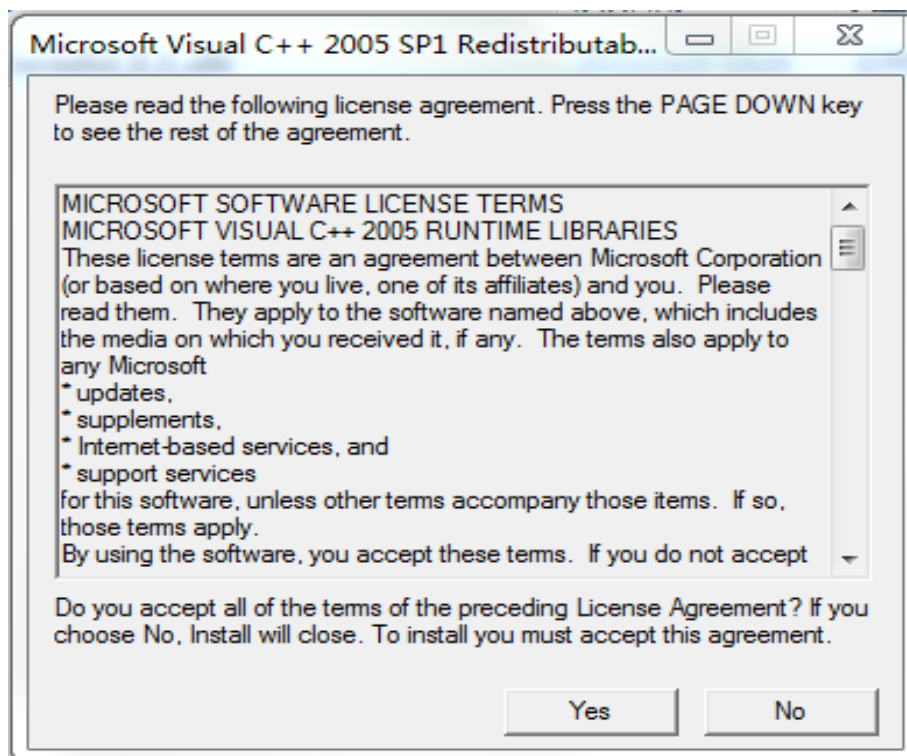 Microsoft Visual C++ 2005 SP1 Redistributab...
Please read the following license agreement. Press the PAGE DOWN key
to see the rest of the agreement.
MICROSOFT SOFTWARE LICENSE TERMS
MICROSOFT VISUAL C++ 2005 RUNTIME LIBRARIES
These license terms are an agreement between Microsoft Corporation
(or based on where you live, one of its affiliates) and you.  Please
read them.  They apply to the software named above, which includes
the media on which you received it, if any.  The terms also apply to
any Microsoft
* updates,
* supplements,
* Internet-based services, and
* support services
for this software, unless other terms accompany those items.  If so,
those terms apply.
By using the software, you accept these terms.  If you do not accept
Do you accept all of the terms of the preceding License Agreement? If you
choose No, Install will close. To install you must accept this agreement.
Yes
No